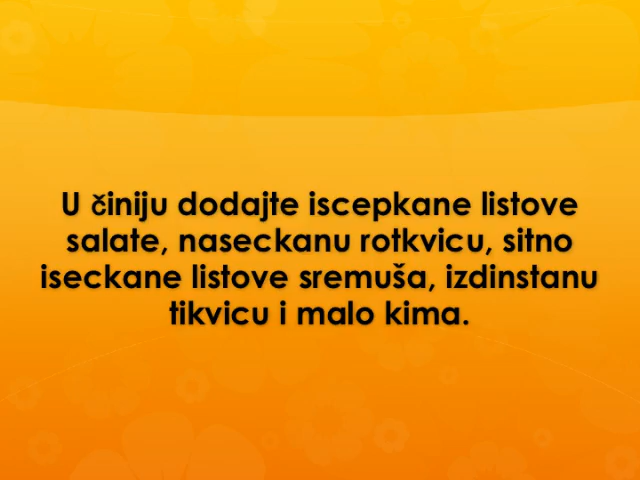 U činiju dodajte iscepkane listove
salate, naseckanu rotkvicu, sitno
iseckane listove sremuša, izdinstanu
tikvicu i malo kima.